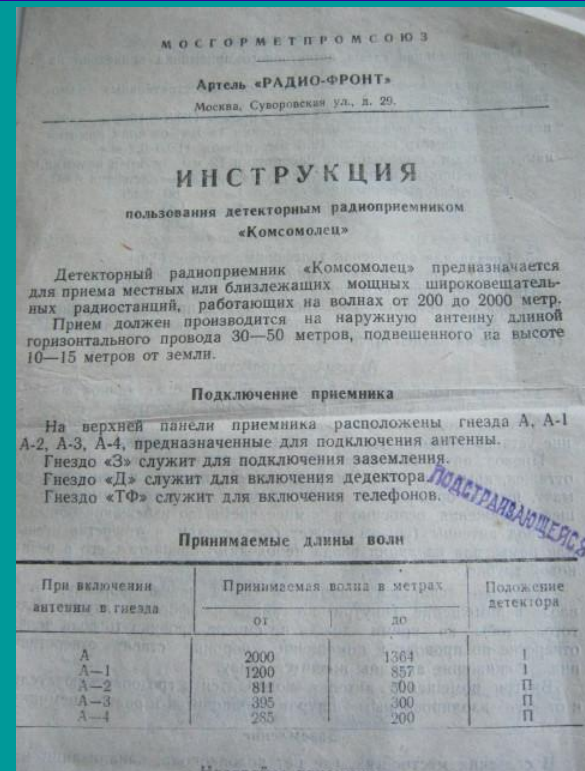 МОСГОРМЕТПРОМСОЮЗ
Артель «РАДИО-ФРОНТ»
Москва, Суворовская ул., д. 29.
ИНСТРУКЦИЯ
пользования детекторным радиоприемником
«Комсомолец»
Детекторный радиоприемник «Комсомолец» предназначается
для приема местных или близлежащих мощных широковещатель-
ных радиостанций, работающих на волнах от 200 до 2000 метр.
Прием должен производится на наружную антенну длиной
горизонтального провода 30—50 метров, подвешенного на высоте
10—15 метров от земли.
Подключение приемника
На верхней панели приемника расположены гнезда А, А-1
А-2, А-3, А-4, предназначенные для подключения антенны.
Гнездо «З» служит для подключения заземления.
Гнездо «Д» служит для включения дедектора
Гнездо «ТФ» служит для включения телефонов.
ПОДСТРАИВАЮЩЕЙСЯ
Принимаемые длины волн
При включении Принимаемая волна в метрах Положение
антенны в гнезда от до детектора
А 2000 1364 I
А—1 1200 857 I
А—2 811 500 П
А—3 395 300 П
А—4 285 200 П